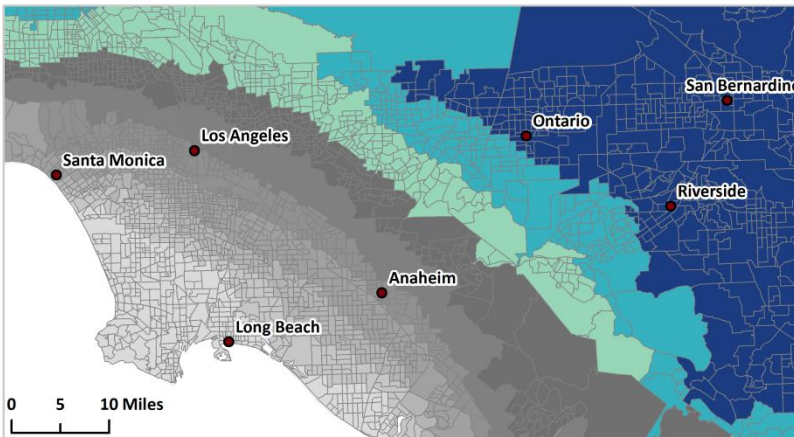 San Bernardino
Ontario
Los Angeles
Santa Monica
Riverside
Anaheim
Long Beach
0 5 10 Miles